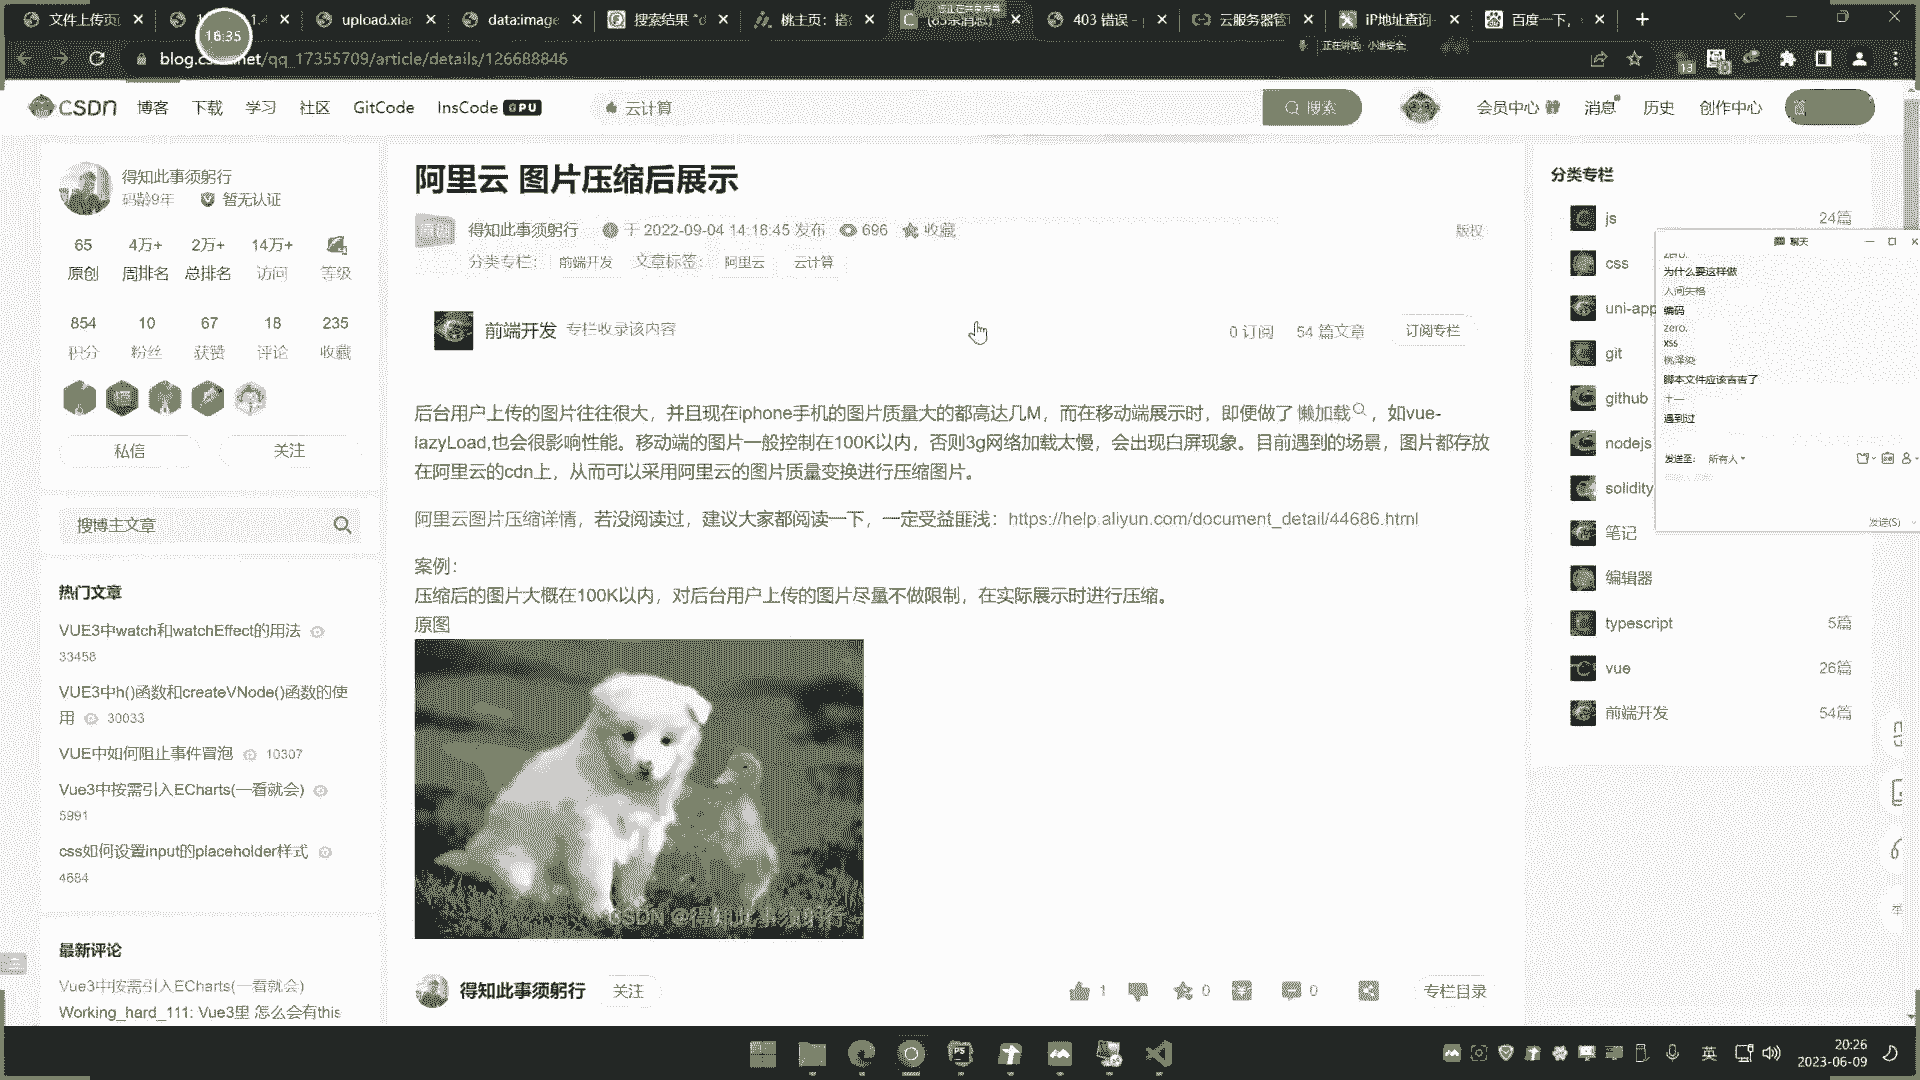 文件上传页
upload.xia
data:image
搜索结果 "d
桃主页：搭
403 错误 -
云服务器管
iP地址查询
百度一下，
16:35
正在讲话: 小迪安全
blog.cs net/qq_17355709/article/details/126688846
13
CSDN 博客 下载 学习 社区 GitCode InsCode GPU 云计算 搜索 会员中心 消息 历史 创作中心
得知此事须躬行
码龄9年 暂无认证
65 4万+ 2万+ 14万+
原创 周排名 总排名 访问 等级
854 10 67 18 235
积分 粉丝 获赞 评论 收藏
私信 关注
搜博主文章
热门文章
VUE3中watch和watchEffect的用法
33458
VUE3中h()函数和createVNode()函数的使
用 30033
VUE中如何阻止事件冒泡 10307
Vue3中按需引入ECharts(一看就会)
5991
css如何设置input的placeholder样式
4684
最新评论
Vue3中按需引入ECharts(一看就会)
Working_hard_111: Vue3里 怎么会有this
阿里云 图片压缩后展示
得知此事须躬行 于 2022-09-04 14:18:45 发布 696 收藏 版权
分类专栏： 前端开发 文章标签： 阿里云 云计算
前端开发 专栏收录该内容 0 订阅 54 篇文章 订阅专栏
后台用户上传的图片往往很大，并且现在iphone手机的图片质量大的都高达几M，而在移动端展示时，即便做了 懒加载 ，如vue-
lazyLoad,也会很影响性能。移动端的图片一般控制在100K以内，否则3g网络加载太慢，会出现白屏现象。目前遇到的场景，图片都存放
在阿里云的cdn上，从而可以采用阿里云的图片质量变换进行压缩图片。
阿里云图片压缩详情，若没阅读过，建议大家都阅读一下，一定受益匪浅：https://help.aliyun.com/document_detail/44686.html
案例：
压缩后的图片大概在100K以内，对后台用户上传的图片尽量不做限制，在实际展示时进行压缩。
原图
CSDN @得知此事须躬行
得知此事须躬行 关注 1 0 0 专栏目录
分类专栏
js 24篇
css
uni-app
git
github
nodejs
solidity
笔记
编辑器
typescript 5篇
vue 26篇
前端开发 54篇
聊天
zero.
为什么要这样做
人间失格
编码
zero.
xss
桃泽染
脚本文件应该吉吉了
十一
遇到过
发送至: 所有人
发送(S)
PS
英
20:26
2023-06-09